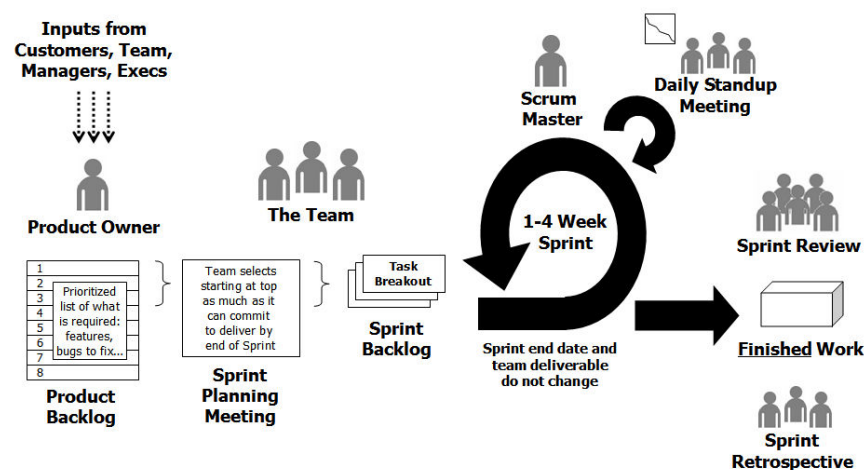 Inputs from
Customers, Team,
Managers, Execs
Product Owner
The Team
Scrum
Master
Daily Standup
Meeting
1-4 Week
Sprint
Sprint Review
1
2
3
4
5
6
7
8
Prioritized
list of what
is required:
features,
bugs to fix...
Product
Backlog
Team selects
starting at top
as much as it
can commit
to deliver by
end of Sprint
Sprint
Planning
Meeting
Task
Breakout
Sprint
Backlog
Sprint end date and
team deliverable
do not change
Finished Work
Sprint
Retrospective